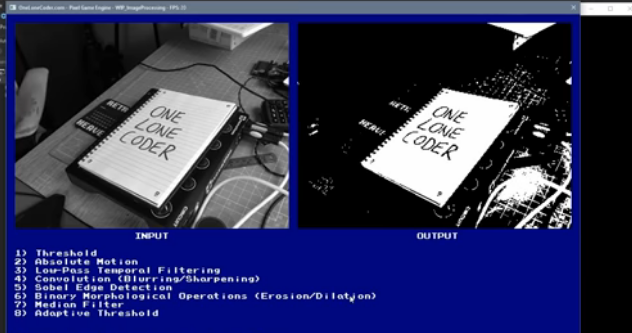 OneLoneCoder.com - Pixel Game Engine - WIP_ImageProcessing - FPS: 33
ONE
LONE
CODER
ONE
LONE
CODER
INPUT
OUTPUT
1) Threshold
2) Absolute Motion
3) Low-Pass Temporal Filtering
4) Convolution (Blurring/Sharpening)
5) Sobel Edge Detection
6) Binary Morphological Operations (Erosion/Dilation)
7) Median Filter
8) Adaptive Threshold